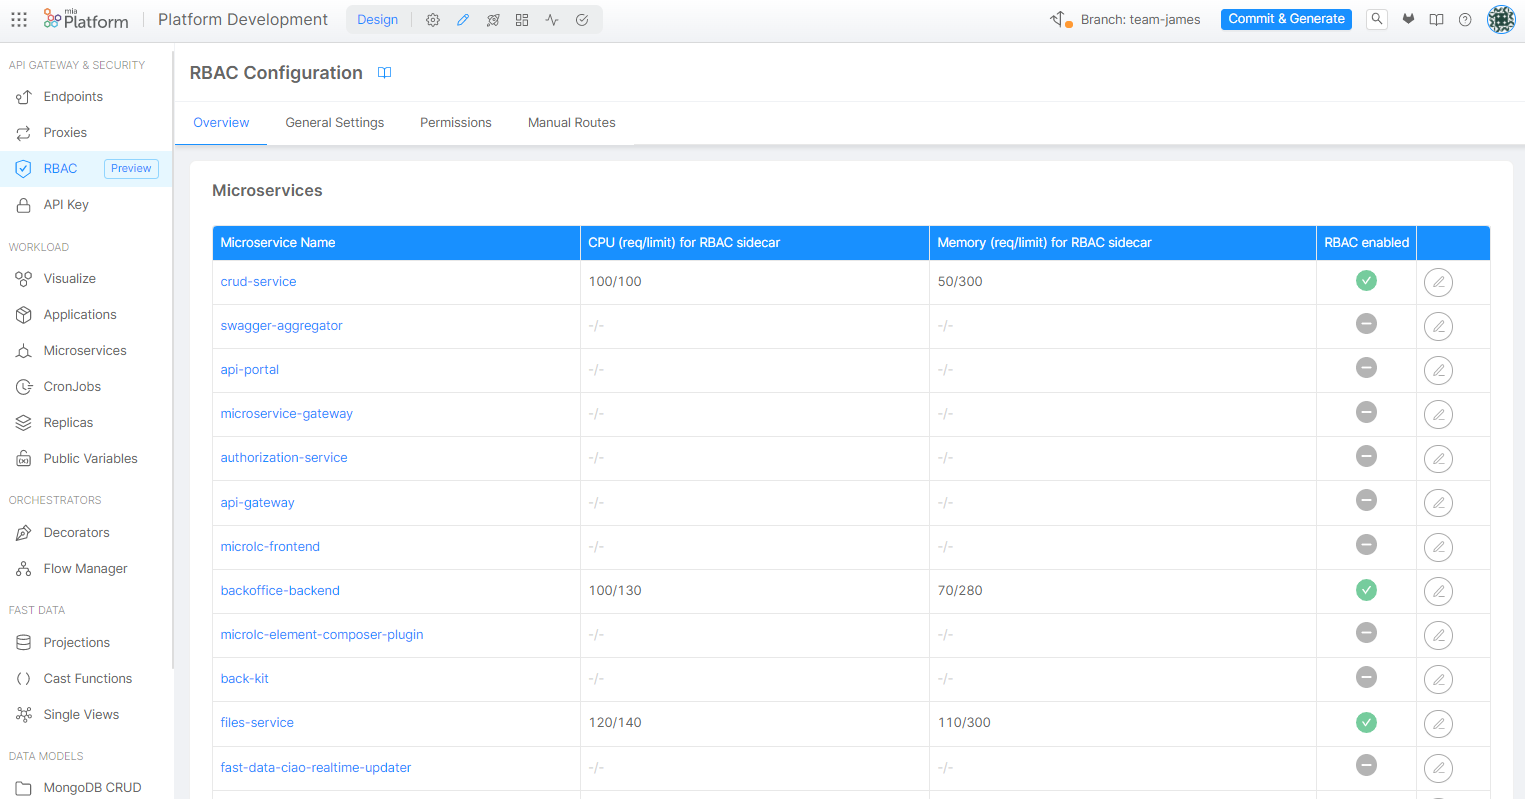 mia
Platform
Platform Development
Design
Branch: team-james
Commit & Generate
API GATEWAY & SECURITY
Endpoints
Proxies
RBAC Preview
API Key
WORKLOAD
Visualize
Applications
Microservices
CronJobs
Replicas
Public Variables
ORCHESTRATORS
Decorators
Flow Manager
FAST DATA
Projections
Cast Functions
Single Views
DATA MODELS
MongoDB CRUD
RBAC Configuration
Overview General Settings Permissions Manual Routes
Microservices
Microservice Name CPU (req/limit) for RBAC sidecar Memory (req/limit) for RBAC sidecar RBAC enabled
crud-service 100/100 50/300
swagger-aggregator -/- -/-
api-portal -/- -/-
microservice-gateway -/- -/-
authorization-service -/- -/-
api-gateway -/- -/-
microlc-frontend -/- -/-
backoffice-backend 100/130 70/280
microlc-element-composer-plugin -/- -/-
back-kit -/- -/-
files-service 120/140 110/300
fast-data-ciao-realtime-updater -/- -/-